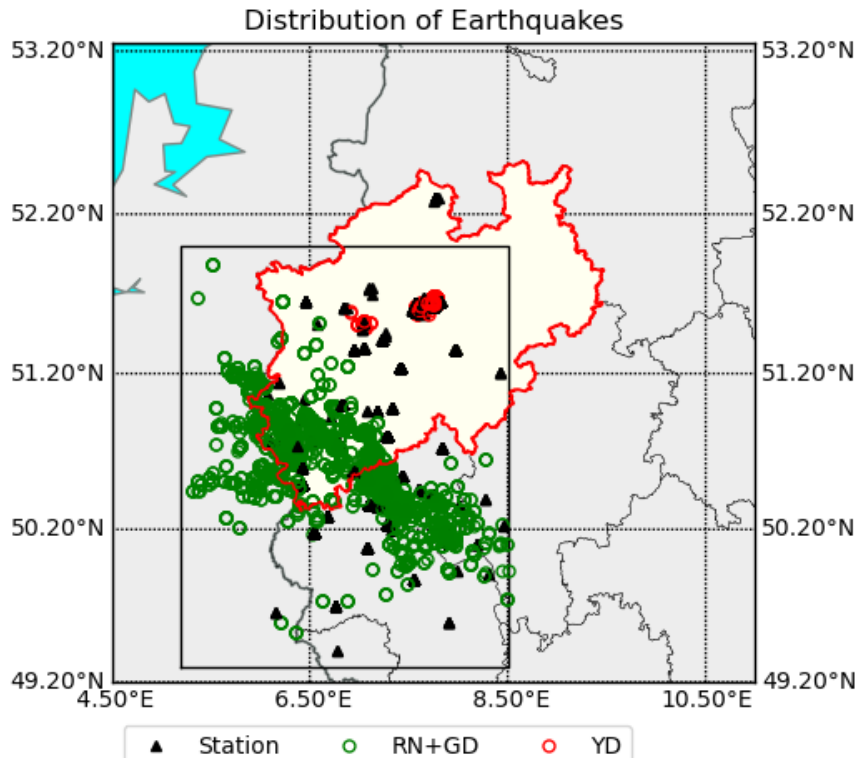 Distribution of Earthquakes
53.20°N 53.20°N
52.20°N 52.20°N
51.20°N 51.20°N
50.20°N 50.20°N
49.20°N 49.20°N
4.50°E 6.50°E 8.50°E 10.50°E
Station RN+GD YD